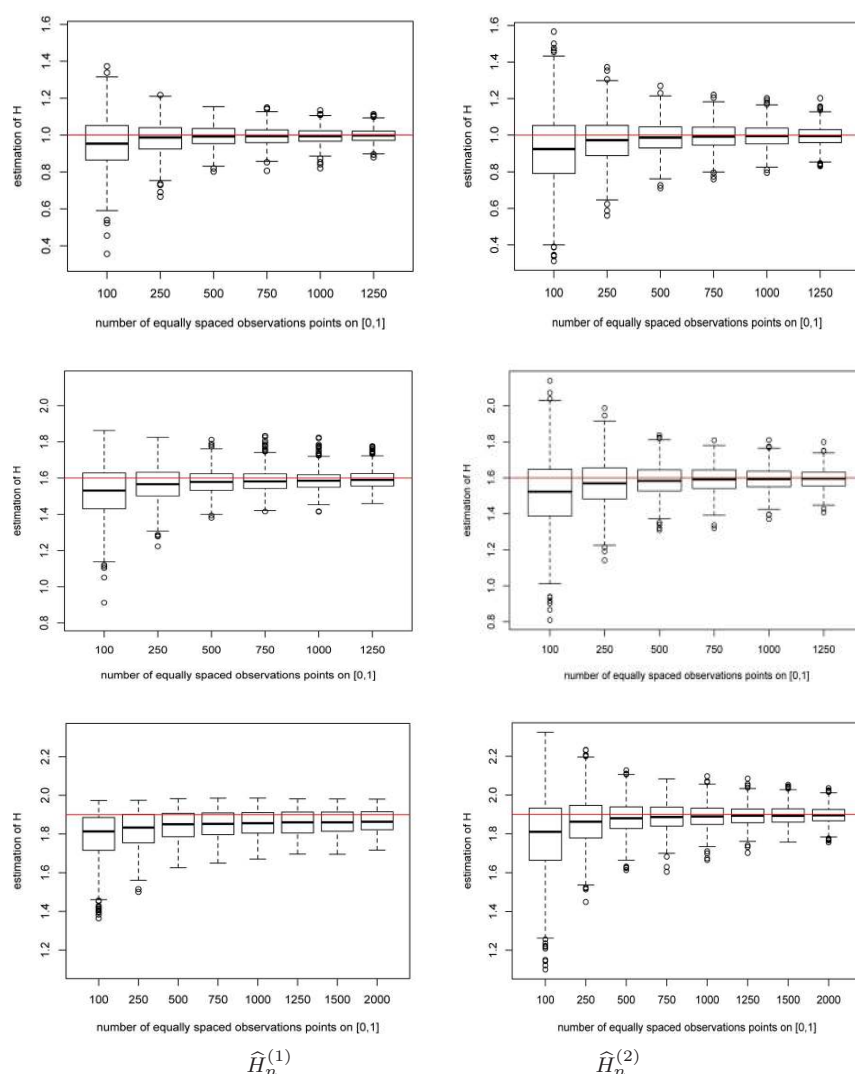 estimation of H
1.6
1.4
1.2
1.0
0.8
0.6
0.4
100 250 500 750 1000 1250
number of equally spaced observations points on [0,1]
estimation of H
1.6
1.4
1.2
1.0
0.8
0.6
0.4
100 250 500 750 1000 1250
number of equally spaced observations points on [0,1]
estimation of H
2.0
1.8
1.6
1.4
1.2
1.0
0.8
100 250 500 750 1000 1250
number of equally spaced observations points on [0,1]
estimation of H
2.0
1.8
1.6
1.4
1.2
1.0
0.8
100 250 500 750 1000 1250
number of equally spaced observations points on [0,1]
estimation of H
2.2
2.0
1.8
1.6
1.4
1.2
100 250 500 750 1000 1250 1500 2000
number of equally spaced observations points on [0,1]
estimation of H
2.2
2.0
1.8
1.6
1.4
1.2
100 250 500 750 1000 1250 1500 2000
number of equally spaced observations points on [0,1]
Ĥₙ⁽¹⁾ Ĥₙ⁽²⁾